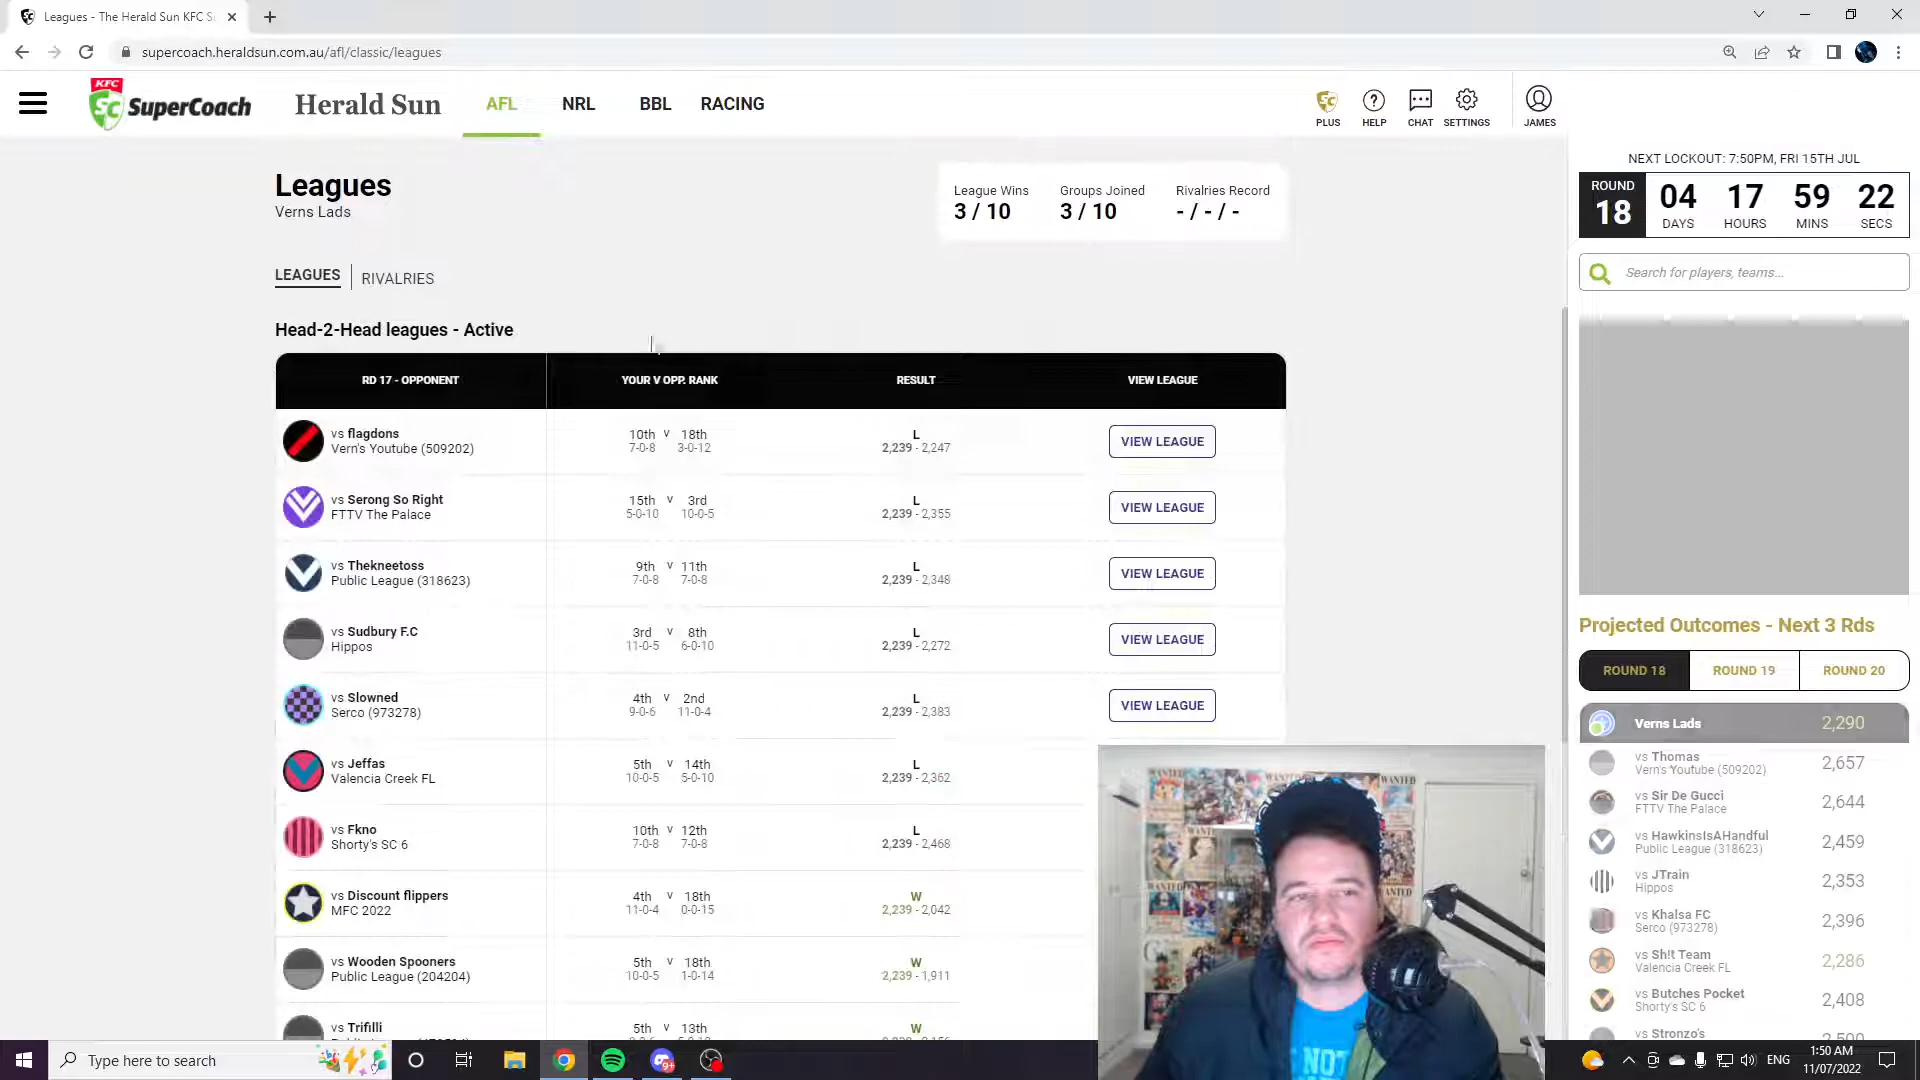 Leagues - The Herald Sun KFC S
supercoach.heraldsun.com.au/afl/classic/leagues
KFC
SC SuperCoach
Herald Sun
AFL
NRL
BBL
RACING
PLUS
HELP
CHAT
SETTINGS
JAMES
Leagues
Verns Lads
League Wins
3 / 10
Groups Joined
3 / 10
Rivalries Record
- / - / -
LEAGUES
RIVALRIES
Head-2-Head leagues - Active
RD 17 - OPPONENT
YOUR V OPP. RANK
RESULT
VIEW LEAGUE
vs flagdons
Vern's Youtube (509202)
10th v 18th
7-0-8 3-0-12
L
2,239 - 2,247
VIEW LEAGUE
vs Serong So Right
FTTV The Palace
15th v 3rd
5-0-10 10-0-5
L
2,239 - 2,355
VIEW LEAGUE
vs Thekneetoss
Public League (318623)
9th v 11th
7-0-8 7-0-8
L
2,239 - 2,348
VIEW LEAGUE
vs Sudbury F.C
Hippos
3rd v 8th
11-0-5 6-0-10
L
2,239 - 2,272
VIEW LEAGUE
vs Slowned
Serco (973278)
4th v 2nd
9-0-6 11-0-4
L
2,239 - 2,383
VIEW LEAGUE
vs Jeffas
Valencia Creek FL
5th v 14th
10-0-5 5-0-10
L
2,239 - 2,362
vs Fkno
Shorty's SC 6
10th v 12th
7-0-8 7-0-8
L
2,239 - 2,468
vs Discount flippers
MFC 2022
4th v 18th
11-0-4 0-0-15
W
2,239 - 2,042
vs Wooden Spooners
Public League (204204)
5th v 18th
10-0-5 1-0-14
W
2,239 - 1,911
vs Trifilli
5th v 13th
W
NEXT LOCKOUT: 7:50PM, FRI 15TH JUL
ROUND
18
04
DAYS
17
HOURS
59
MINS
22
SECS
Search for players, teams...
Projected Outcomes - Next 3 Rds
ROUND 18
ROUND 19
ROUND 20
Verns Lads
2,290
vs Thomas
Vern's Youtube (509202)
2,657
vs Sir De Gucci
FTTV The Palace
2,644
vs HawkinsIsAHandful
Public League (318623)
2,459
vs JTrain
Hippos
2,353
vs Khalsa FC
Serco (973278)
2,396
vs Sh!t Team
Valencia Creek FL
2,286
vs Butches Pocket
Shorty's SC 6
2,408
vs Stronzo's
WANTED
WANTED
NOT
Type here to search
9+
ENG
1:50 AM
11/07/2022